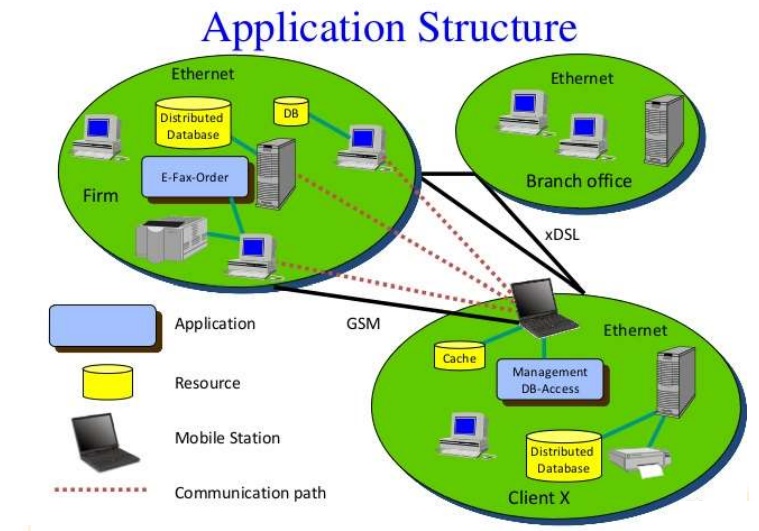 Application Structure
Ethernet
Distributed
Database
DB
E-Fax-Order
Firm
Ethernet
Branch office
xDSL
GSM
Ethernet
Cache
Management
DB-Access
Distributed
Database
Client X
Application
Resource
Mobile Station
Communication path